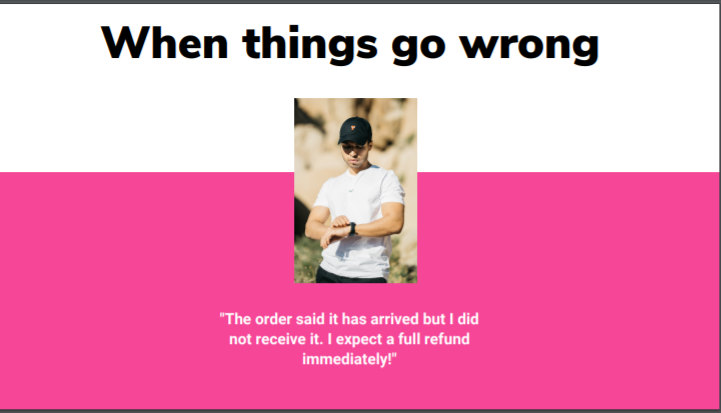 When things go wrong
"The order said it has arrived but I did
not receive it. I expect a full refund
immediately!"